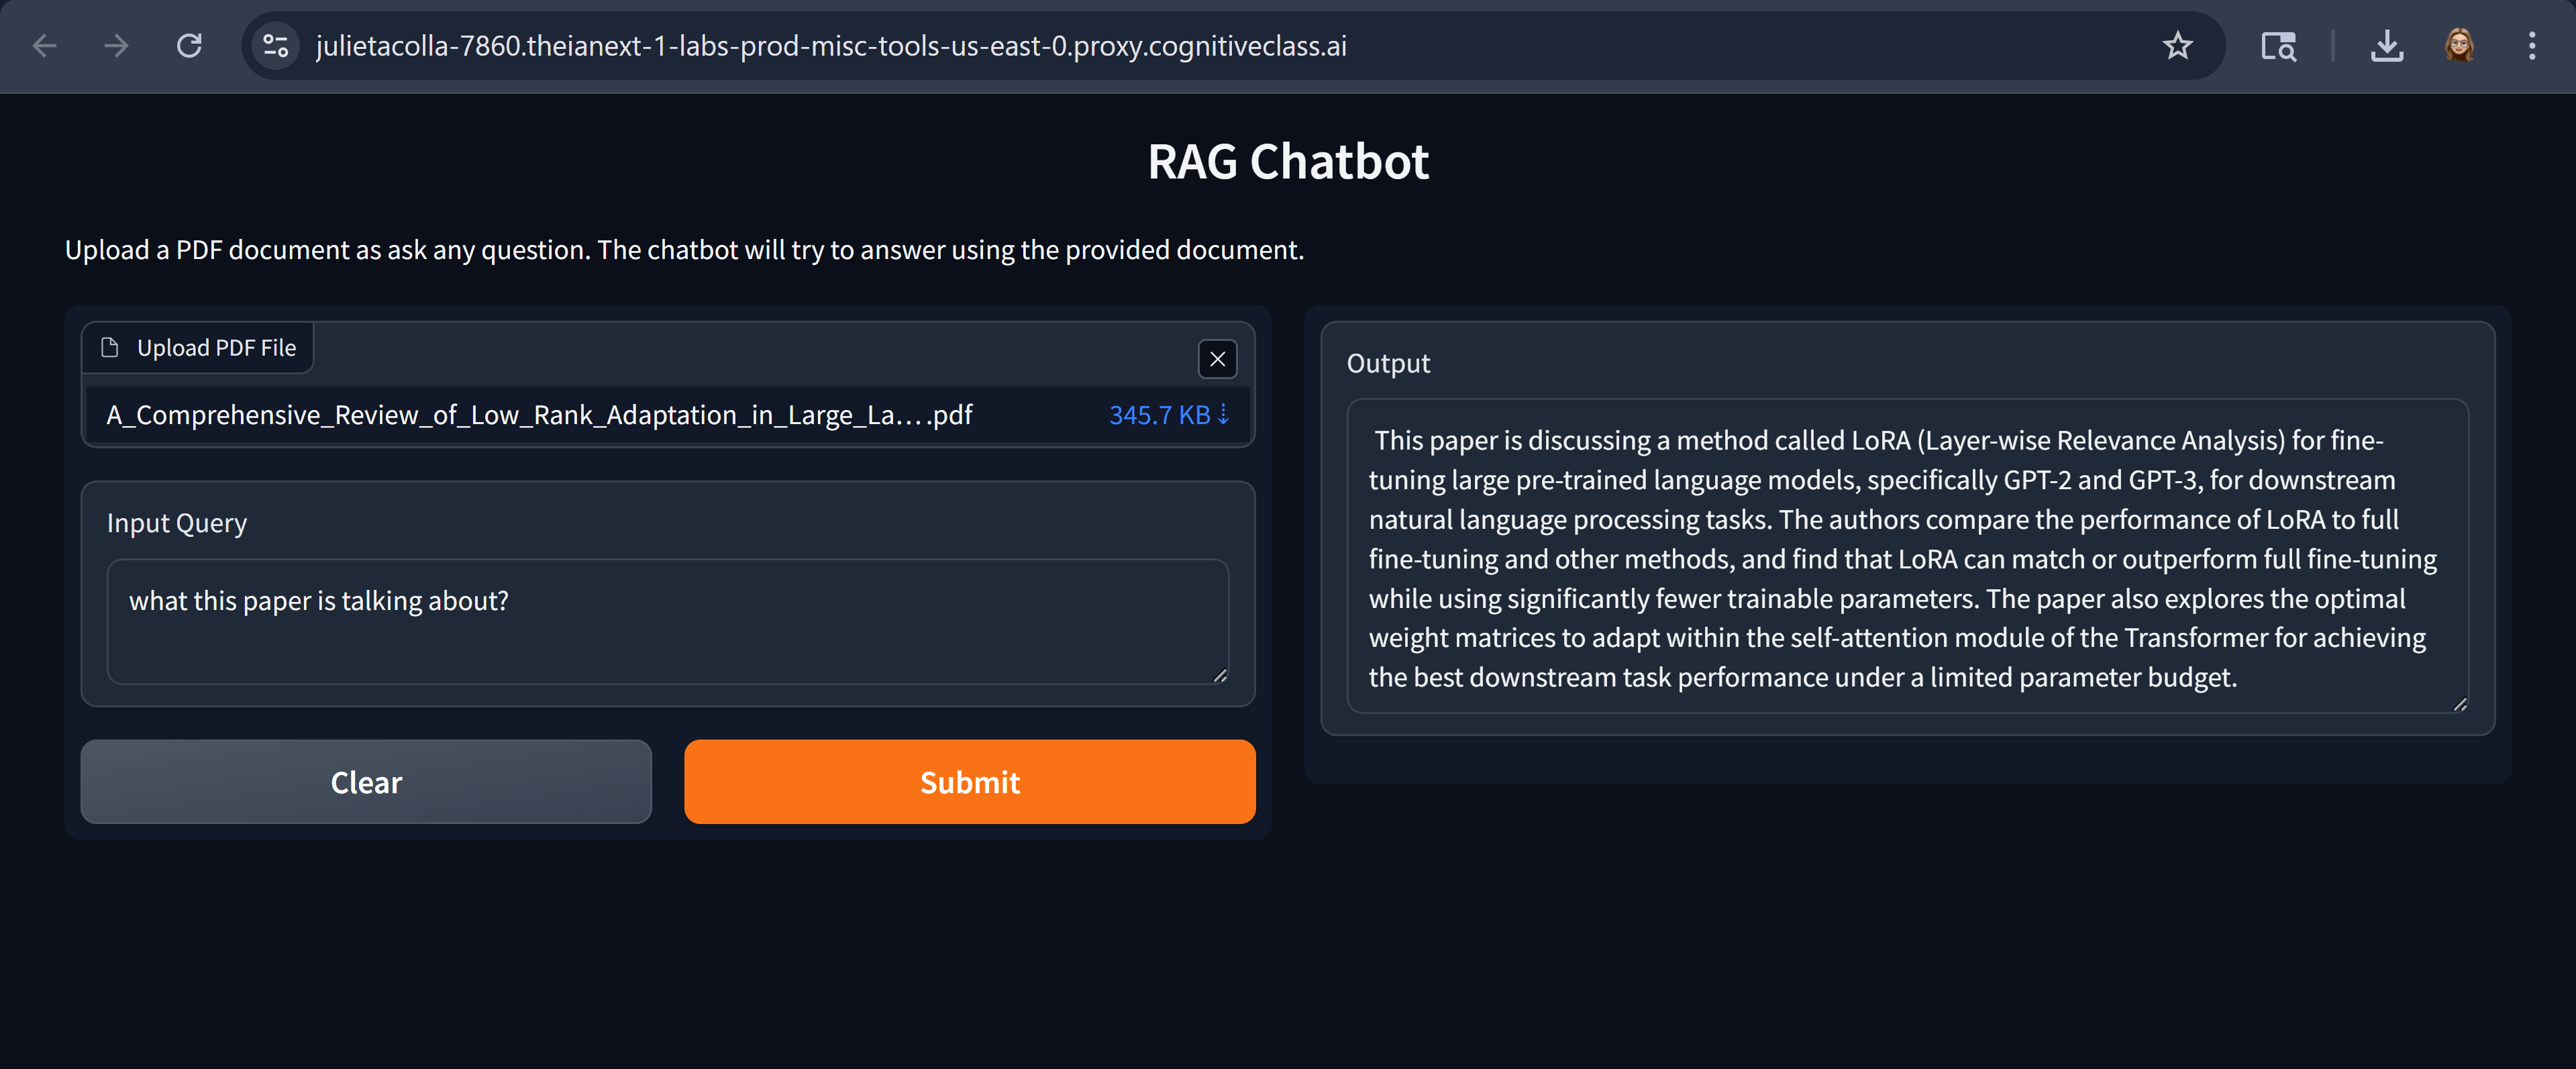 julietacolla-7860.theianext-1-labs-prod-misc-tools-us-east-0.proxy.cognitiveclass.ai
RAG Chatbot
Upload a PDF document as ask any question. The chatbot will try to answer using the provided document.
Upload PDF File
A_Comprehensive_Review_of_Low_Rank_Adaptation_in_Large_La....pdf 345.7 KB ⇣
Input Query
what this paper is talking about?
Clear
Submit
Output
This paper is discussing a method called LoRA (Layer-wise Relevance Analysis) for fine-
tuning large pre-trained language models, specifically GPT-2 and GPT-3, for downstream
natural language processing tasks. The authors compare the performance of LoRA to full
fine-tuning and other methods, and find that LoRA can match or outperform full fine-tuning
while using significantly fewer trainable parameters. The paper also explores the optimal
weight matrices to adapt within the self-attention module of the Transformer for achieving
the best downstream task performance under a limited parameter budget.